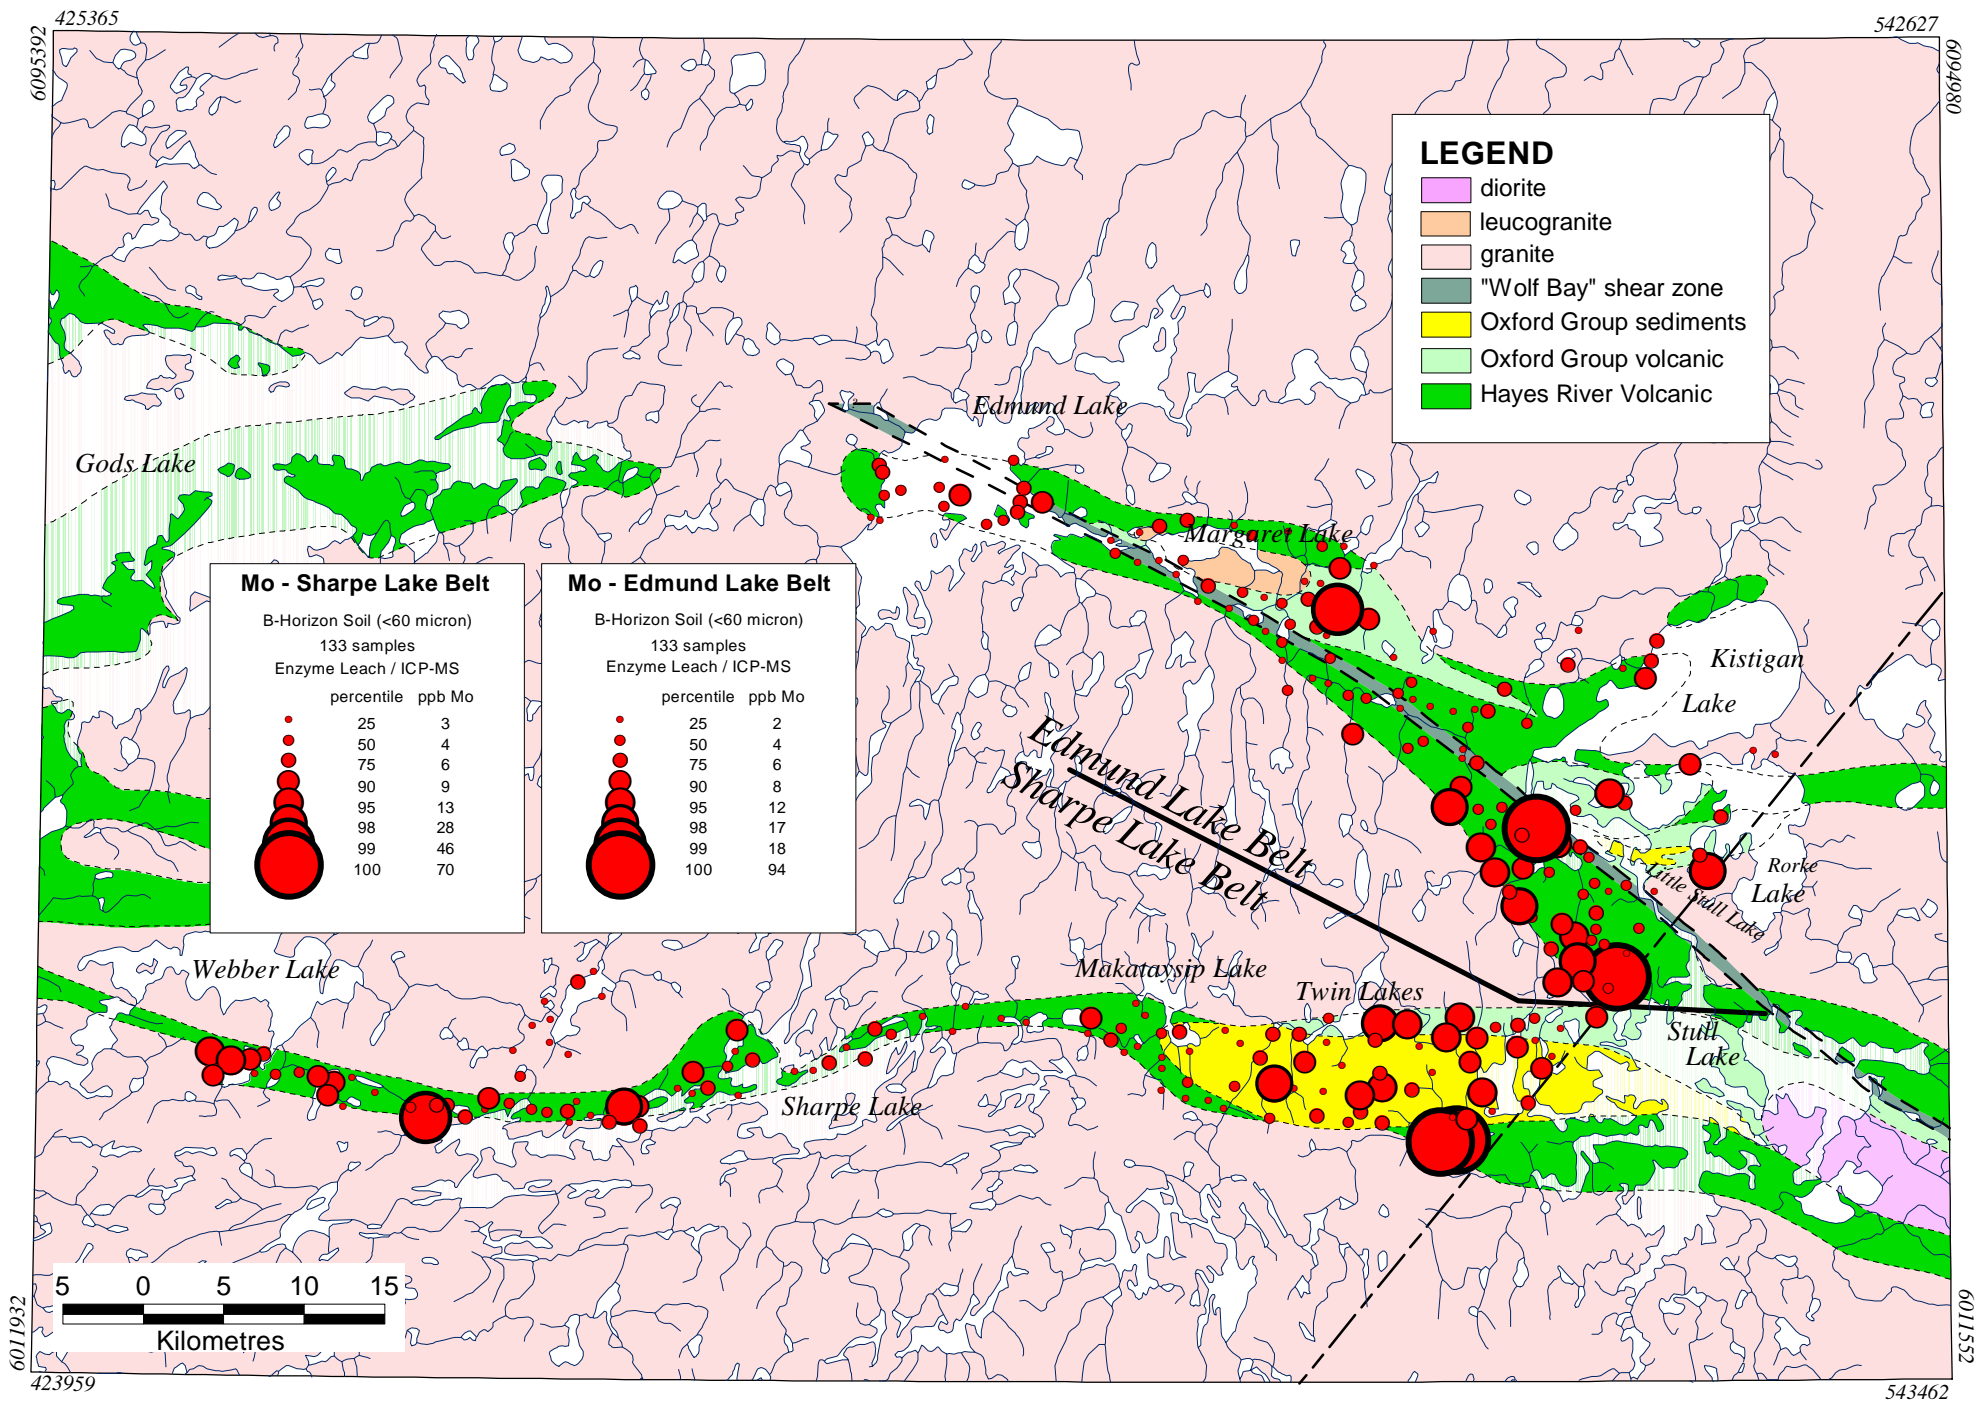 425365
542627
6095392
6094980
LEGEND
diorite
leucogranite
granite
"Wolf Bay" shear zone
Oxford Group sediments
Oxford Group volcanic
Hayes River Volcanic
Edmund Lake
Gods Lake
Margaret Lake
Mo - Sharpe Lake Belt
B-Horizon Soil (<60 micron)
133 samples
Enzyme Leach / ICP-MS
percentile ppb Mo
25 3
50 4
75 6
90 9
95 13
98 28
99 46
100 70
Mo - Edmund Lake Belt
B-Horizon Soil (<60 micron)
133 samples
Enzyme Leach / ICP-MS
percentile ppb Mo
25 2
50 4
75 6
90 8
95 12
98 17
99 18
100 94
Kistigan
Lake
Edmund Lake Belt
Sharpe Lake Belt
Rorke
Lake
Little Stull Lake
Webber Lake
Makataysip Lake
Twin Lakes
Stull
Lake
Sharpe Lake
5 0 5 10 15
Kilometres
6011932
423959
6011552
543462